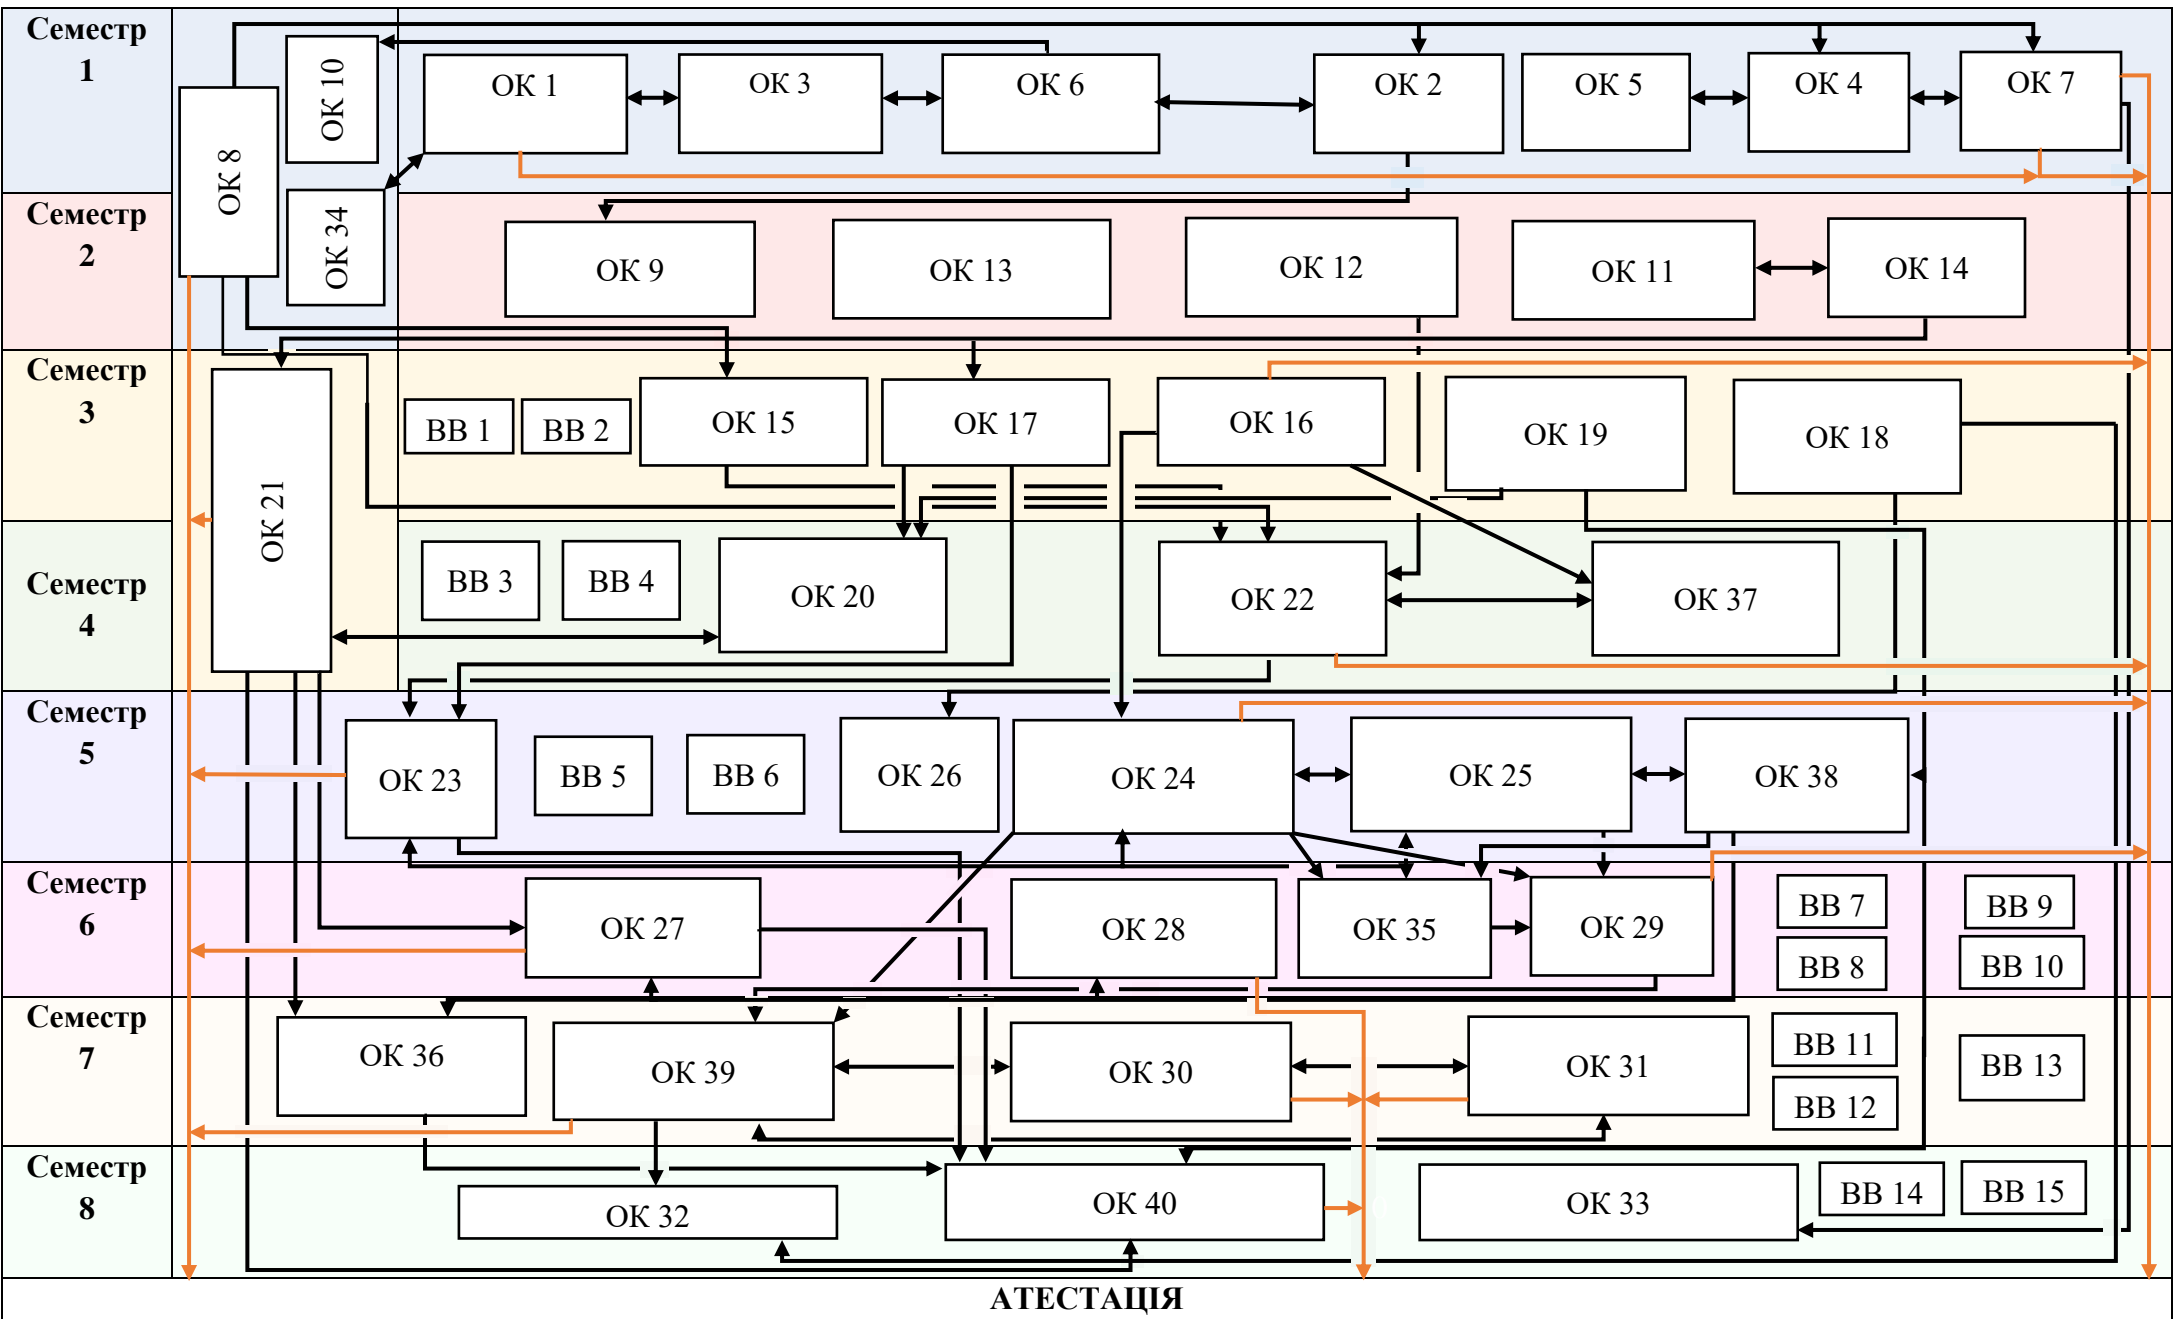 Семестр
1
ОК 8
ОК 10
ОК 34
ОК 1
ОК 3
ОК 6
ОК 2
ОК 5
ОК 4
ОК 7
Семестр
2
ОК 9
ОК 13
ОК 12
ОК 11
ОК 14
Семестр
3
ОК 21
ВВ 1
ВВ 2
ОК 15
ОК 17
ОК 16
ОК 19
ОК 18
Семестр
4
ВВ 3
ВВ 4
ОК 20
ОК 22
ОК 37
Семестр
5
ОК 23
ВВ 5
ВВ 6
ОК 26
ОК 24
ОК 25
ОК 38
Семестр
6
ОК 27
ОК 28
ОК 35
ОК 29
ВВ 7
ВВ 9
ВВ 8
ВВ 10
Семестр
7
ОК 36
ОК 39
ОК 30
ОК 31
ВВ 11
ВВ 13
ВВ 12
Семестр
8
ОК 32
ОК 40
ОК 33
ВВ 14
ВВ 15
АТЕСТАЦІЯ